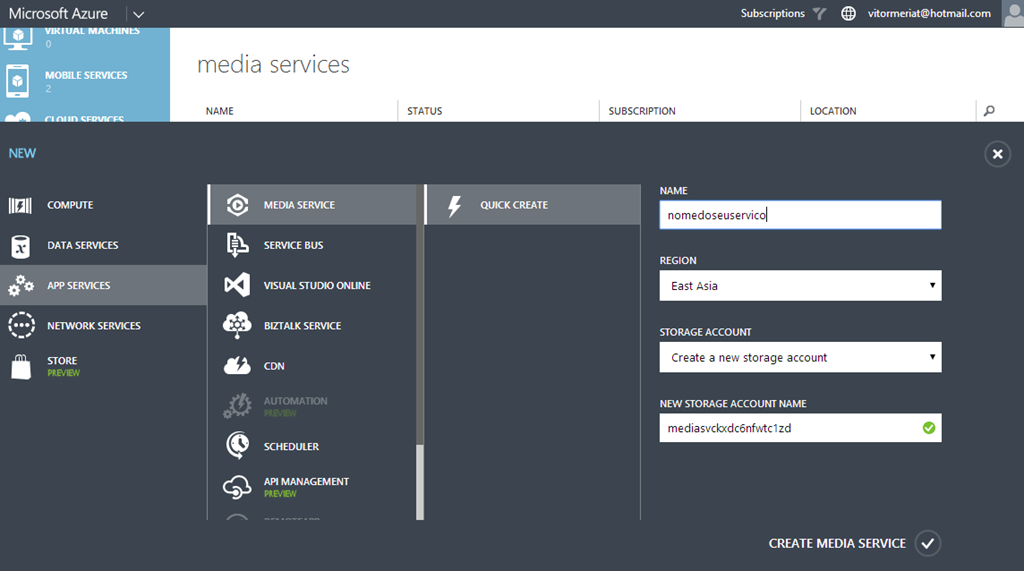 Microsoft Azure
Subscriptions
vitormeriat@hotmail.com
VIRTUAL MACHINES
0
MOBILE SERVICES
2
CLOUD SERVICES
media services
NAME
STATUS
SUBSCRIPTION
LOCATION
NEW
COMPUTE
DATA SERVICES
APP SERVICES
NETWORK SERVICES
STORE
PREVIEW
MEDIA SERVICE
SERVICE BUS
VISUAL STUDIO ONLINE
BIZTALK SERVICE
CDN
AUTOMATION
PREVIEW
SCHEDULER
API MANAGEMENT
PREVIEW
QUICK CREATE
NAME
nomedoseuservico
REGION
East Asia
STORAGE ACCOUNT
Create a new storage account
NEW STORAGE ACCOUNT NAME
mediasvckxdc6nfwtc1zd
CREATE MEDIA SERVICE